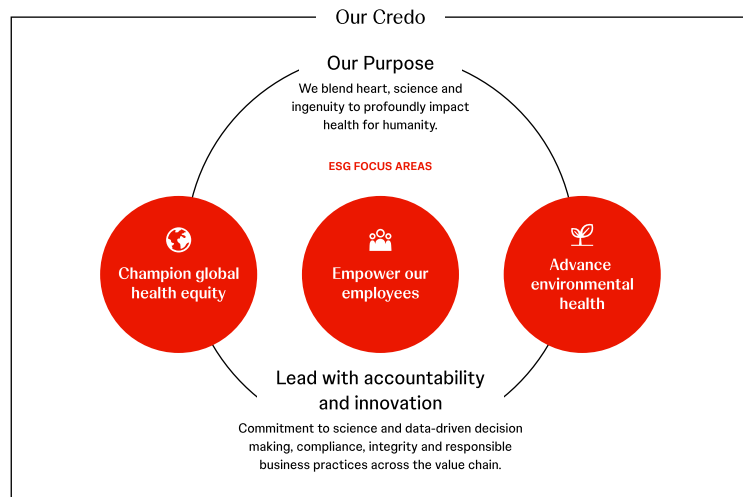 Our Credo
Our Purpose
We blend heart, science and
ingenuity to profoundly impact
health for humanity.
ESG FOCUS AREAS
Champion global
health equity
Empower our
employees
Advance
environmental
health
Lead with accountability
and innovation
Commitment to science and data-driven decision
making, compliance, integrity and responsible
business practices across the value chain.